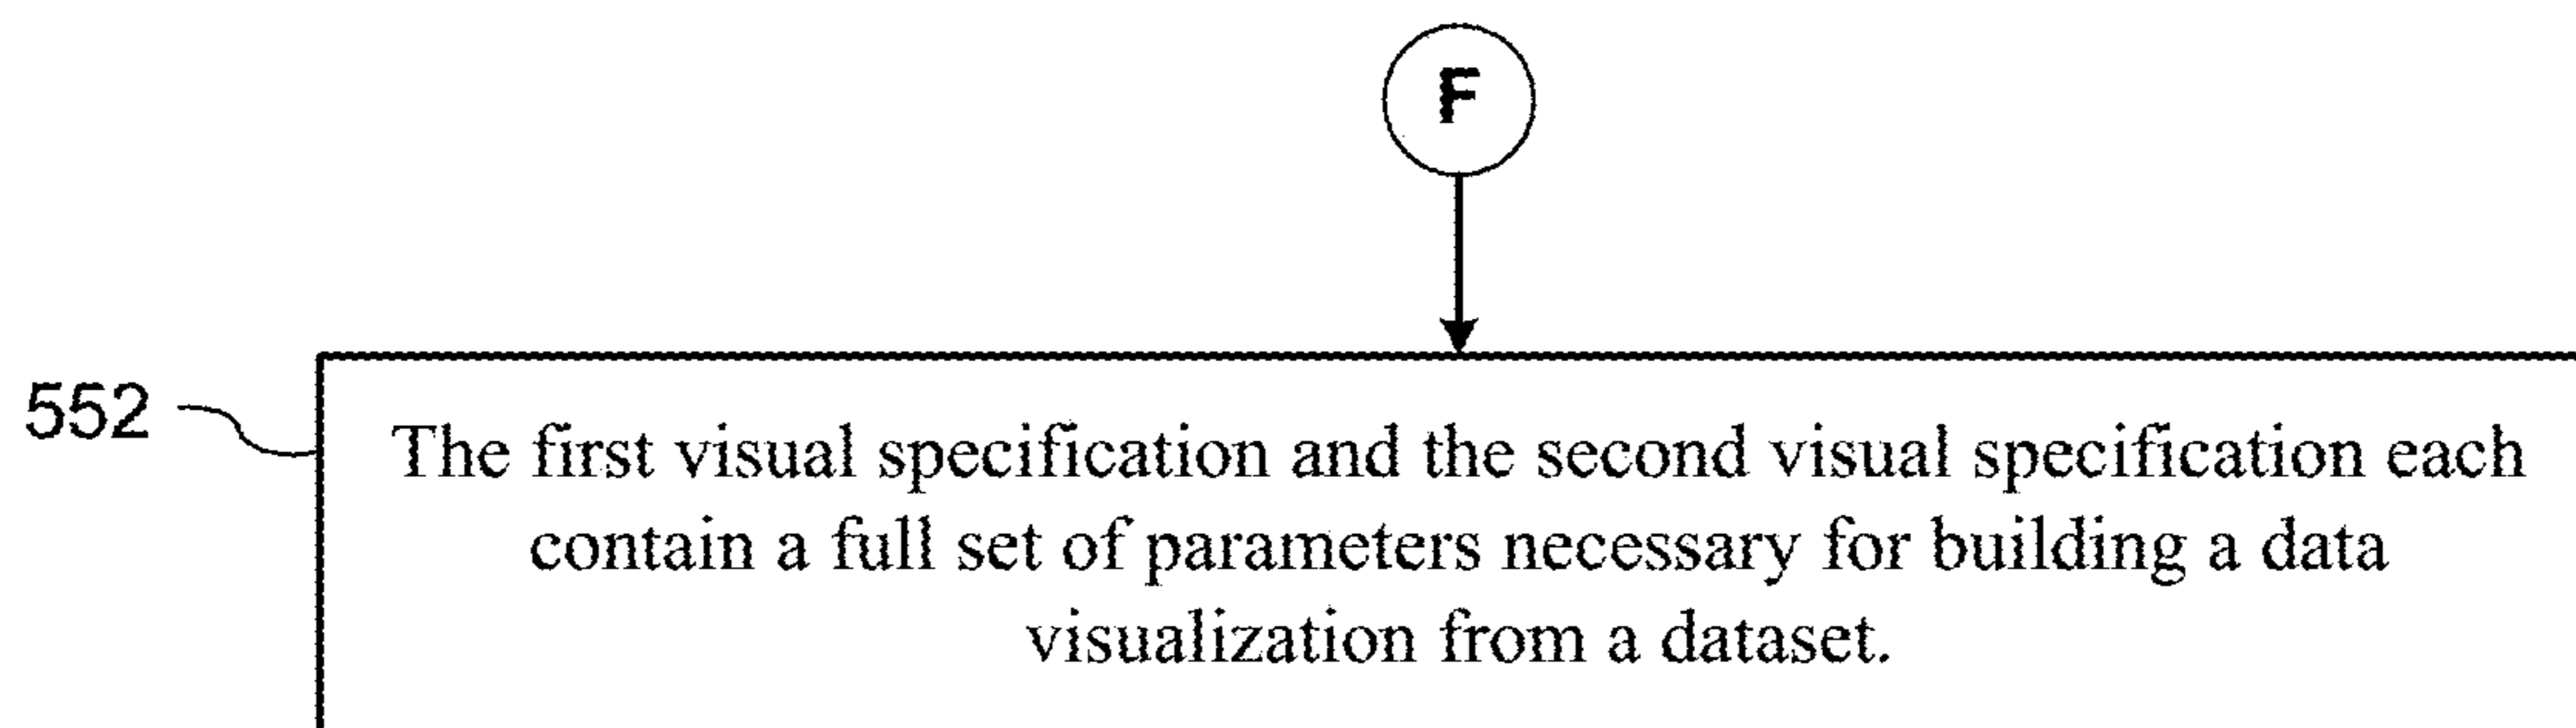 F
552
The first visual specification and the second visual specification each
contain a full set of parameters necessary for building a data
visualization from a dataset.